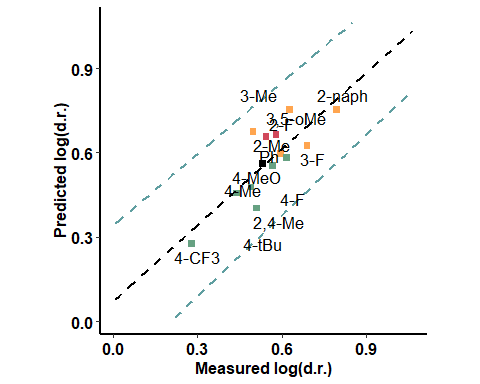 0.9
0.6
0.3
0.0
Predicted log(d.r.)
3-Me
2-naph
3,5-oMe
2-F
2-Me
Ph
3-F
4-MeO
4-Me
4-F
2,4-Me
4-tBu
4-CF3
0.0 0.3 0.6 0.9
Measured log(d.r.)